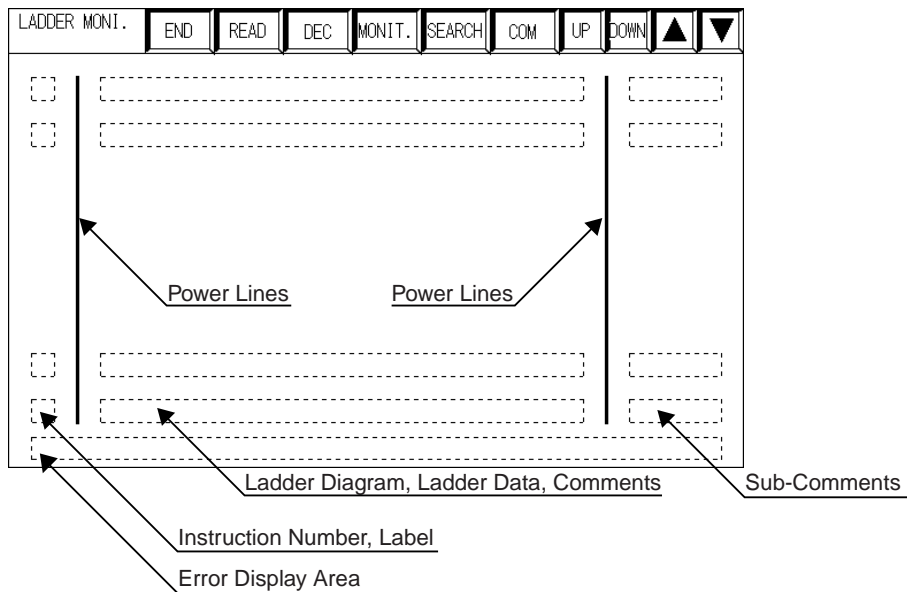 LADDER MONI. END READ DEC MONIT. SEARCH COM UP DOWN ▲ ▼
Power Lines Power Lines
Ladder Diagram, Ladder Data, Comments Sub-Comments
Instruction Number, Label
Error Display Area